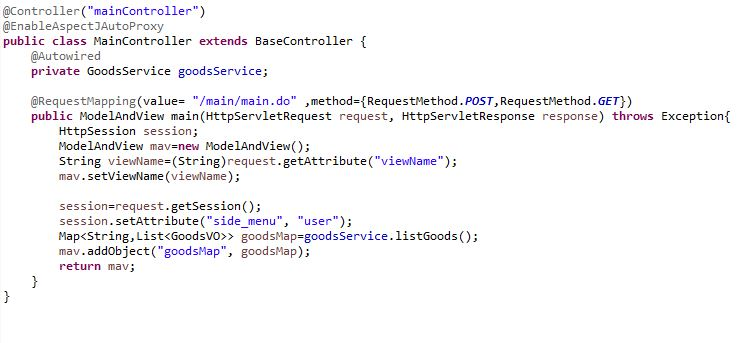 @Controller("mainController")
@EnableAspectJAutoProxy
public class MainController extends BaseController {
@Autowired
private GoodsService goodsService;
@RequestMapping(value= "/main/main.do" ,method={RequestMethod.POST,RequestMethod.GET})
public ModelAndView main(HttpServletRequest request, HttpServletResponse response) throws Exception{
HttpSession session;
ModelAndView mav=new ModelAndView();
String viewName=(String)request.getAttribute("viewName");
mav.setViewName(viewName);
session=request.getSession();
session.setAttribute("side_menu", "user");
Map<String,List<GoodsVO>> goodsMap=goodsService.listGoods();
mav.addObject("goodsMap", goodsMap);
return mav;
}
}